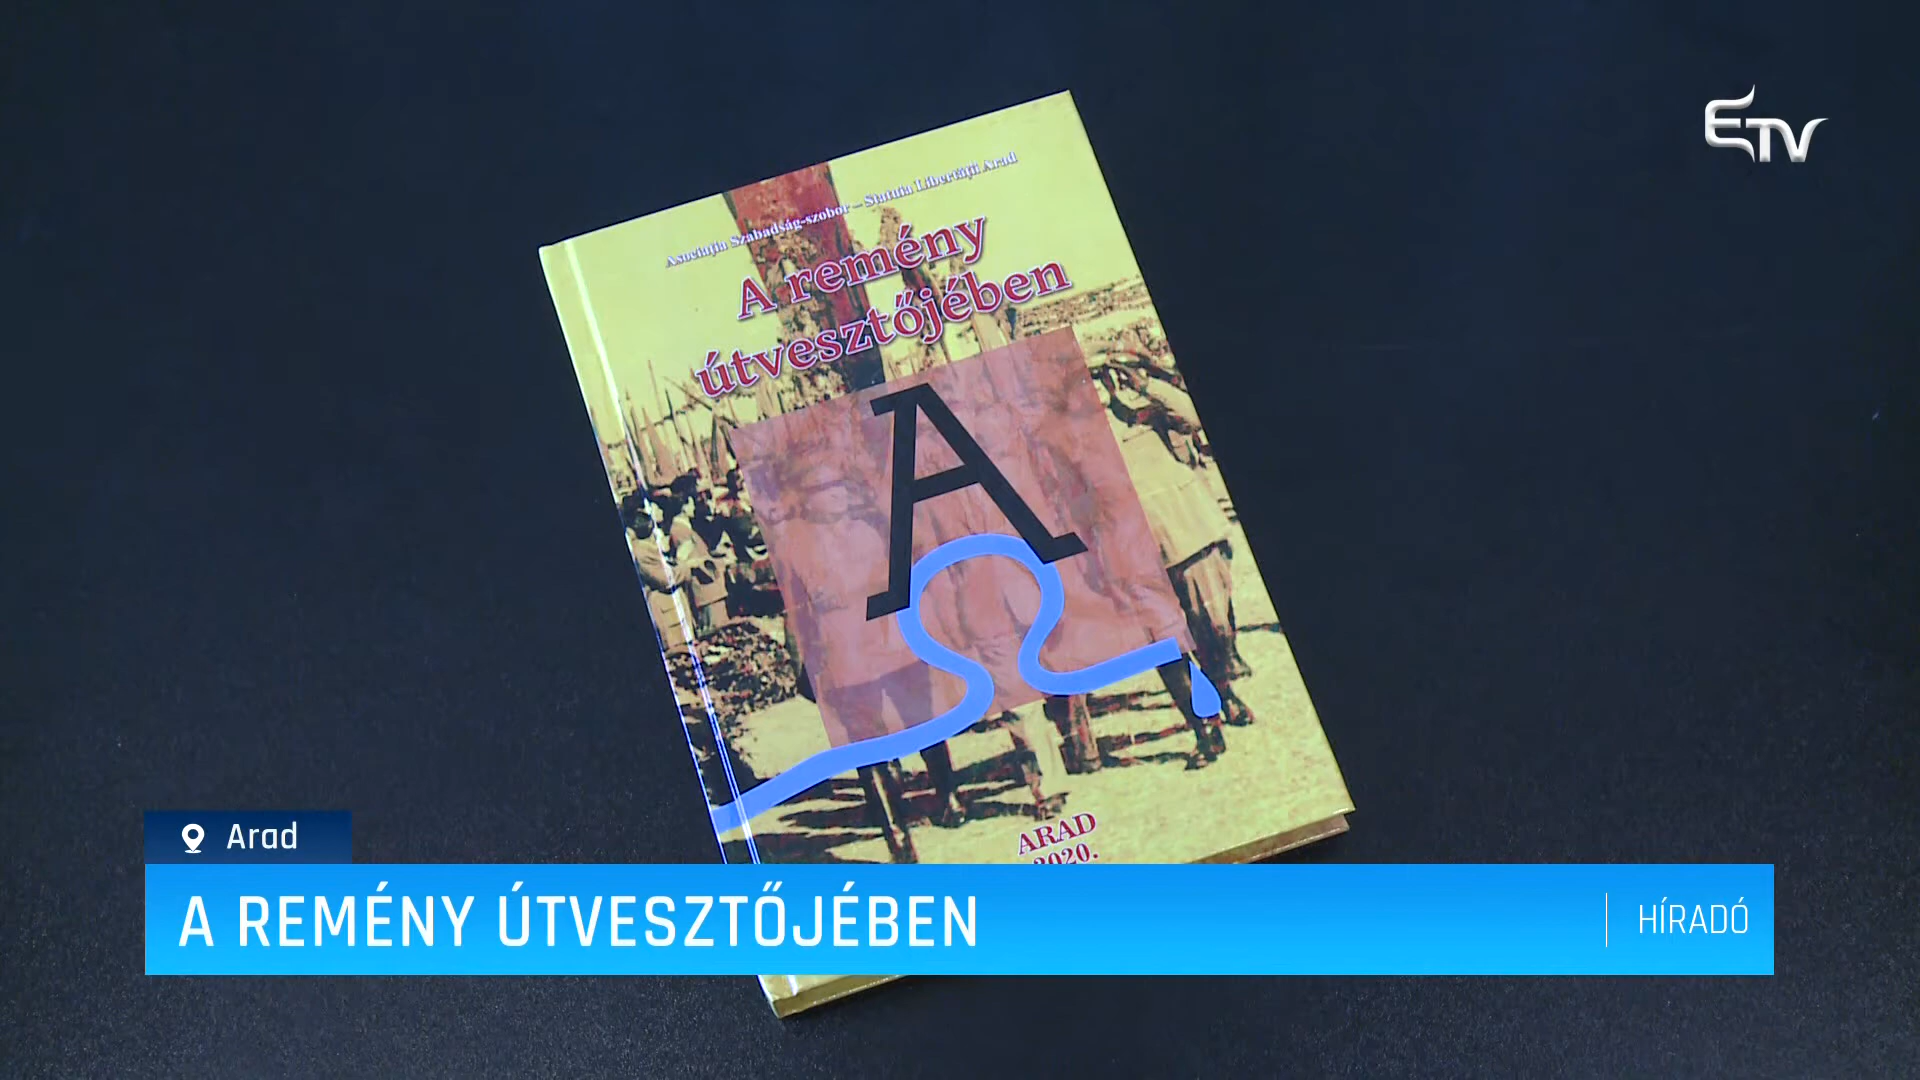 ETV
Asociația Szabadság-szobor – Statuia Libertății Arad
A remény
útvesztőjében
A
ARAD
2020.
Arad
A REMÉNY ÚTVESZTŐJÉBEN
HÍRADÓ